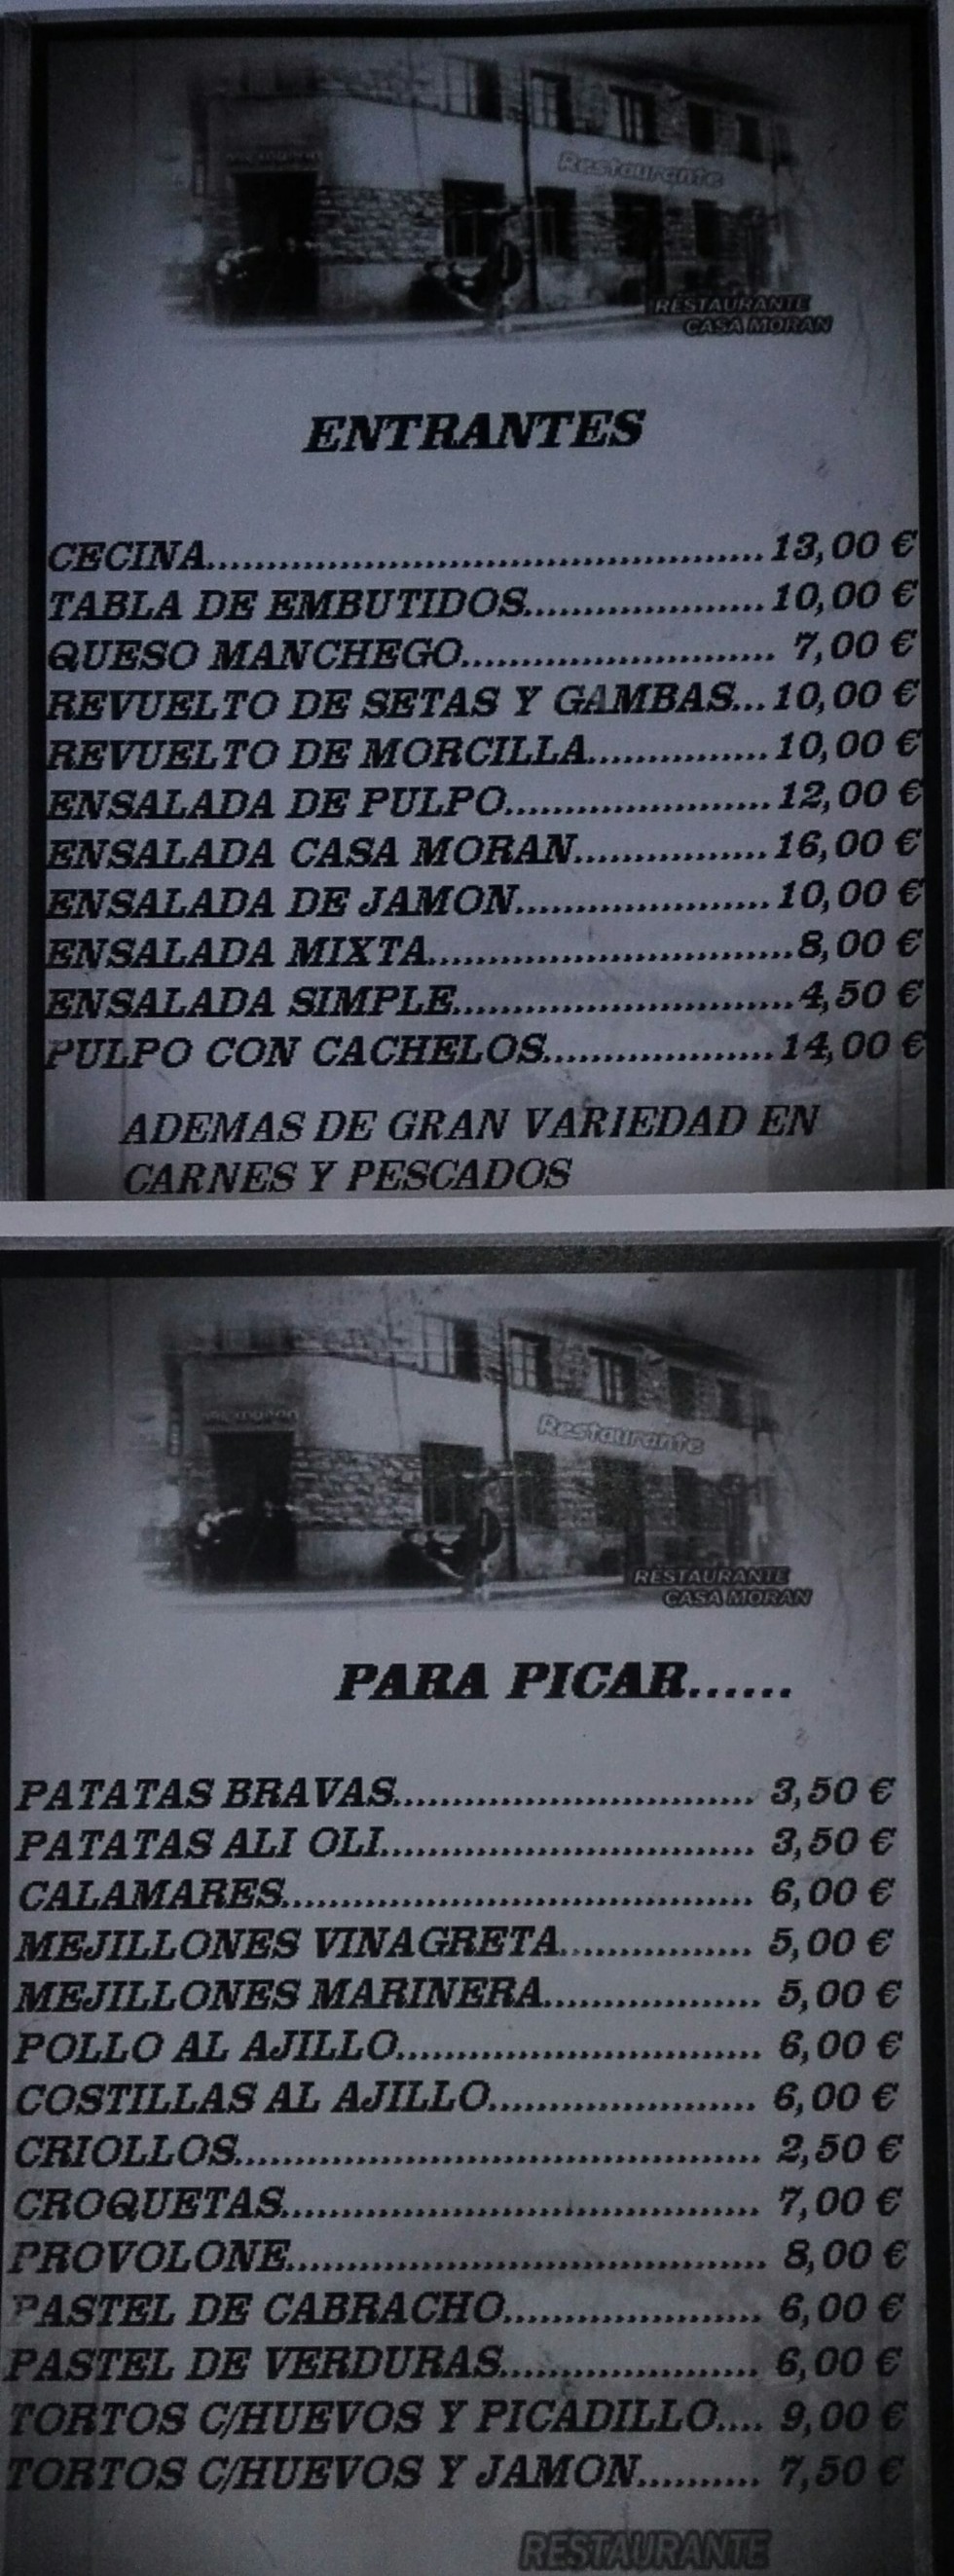 Restaurante
RESTAURANTE
CASA MORAN
ENTRANTES
CECINA..............................................13,00 €
TABLA DE EMBUTIDOS....................10,00 €
QUESO MANCHEGO.......................... 7,00 €
REVUELTO DE SETAS Y GAMBAS...10,00 €
REVUELTO DE MORCILLA...............10,00 €
ENSALADA DE PULPO......................12,00 €
ENSALADA CASA MORAN................16,00 €
ENSALADA DE JAMON.....................10,00 €
ENSALADA MIXTA..............................8,00 €
ENSALADA SIMPLE............................4,50 €
PULPO CON CACHELOS...................14,00 €
ADEMAS DE GRAN VARIEDAD EN
CARNES Y PESCADOS
Restaurante
RESTAURANTE
CASA MORAN
PARA PICAR......
PATATAS BRAVAS.............................. 3,50 €
PATATAS ALI OLI............................... 3,50 €
CALAMARES....................................... 6,00 €
MEJILLONES VINAGRETA................ 5,00 €
MEJILLONES MARINERA.................. 5,00 €
POLLO AL AJILLO.............................. 6,00 €
COSTILLAS AL AJILLO...................... 6,00 €
CRIOLLOS............................................ 2,50 €
CROQUETAS........................................ 7,00 €
PROVOLONE........................................ 8,00 €
PASTEL DE CABRACHO..................... 6,00 €
PASTEL DE VERDURAS..................... 6,00 €
TORTOS C/HUEVOS Y PICADILLO.... 9,00 €
TORTOS C/HUEVOS Y JAMON.......... 7,50 €
RESTAURANTE